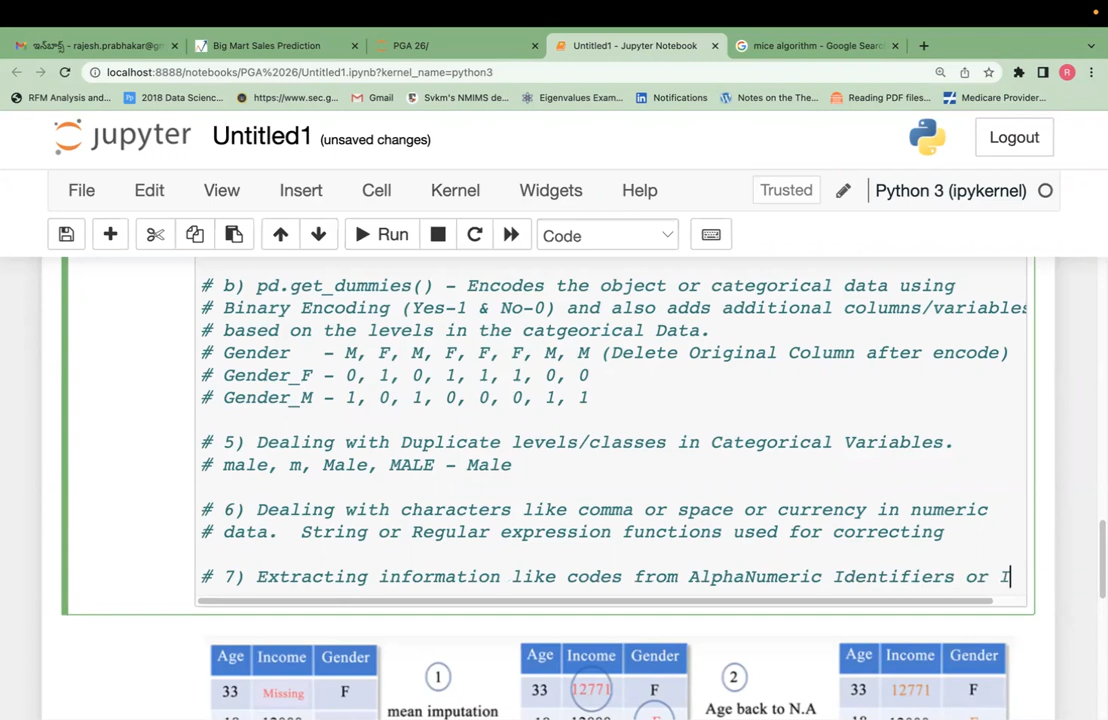 ఇన్‌బాక్స్ - rajesh.prabhakar@gm
Big Mart Sales Prediction
PGA 26/
Untitled1 - Jupyter Notebook
mice algorithm - Google Searc
localhost:8888/notebooks/PGA%2026/Untitled1.ipynb?kernel_name=python3
R
RFM Analysis and...
2018 Data Scienc...
https://www.sec.g...
Gmail
Svkm's NMIMS de...
Eigenvalues Exam...
Notifications
Notes on the The...
Reading PDF files...
Medicare Provider...
jupyter Untitled1 (unsaved changes)
Logout
File Edit View Insert Cell Kernel Widgets Help
Trusted
Python 3 (ipykernel)
Run
Code
# b) pd.get_dummies() - Encodes the object or categorical data using
# Binary Encoding (Yes-1 & No-0) and also adds additional columns/variables
# based on the levels in the catgeorical Data.
# Gender - M, F, M, F, F, F, M, M (Delete Original Column after encode)
# Gender_F - 0, 1, 0, 1, 1, 1, 0, 0
# Gender_M - 1, 0, 1, 0, 0, 0, 1, 1
# 5) Dealing with Duplicate levels/classes in Categorical Variables.
# male, m, Male, MALE - Male
# 6) Dealing with characters like comma or space or currency in numeric
# data. String or Regular expression functions used for correcting
# 7) Extracting information like codes from AlphaNumeric Identifiers or I
Age Income Gender
33 Missing F
1
mean imputation
Age Income Gender
33 12771 F
2
Age back to N.A
Age Income Gender
33 12771 F